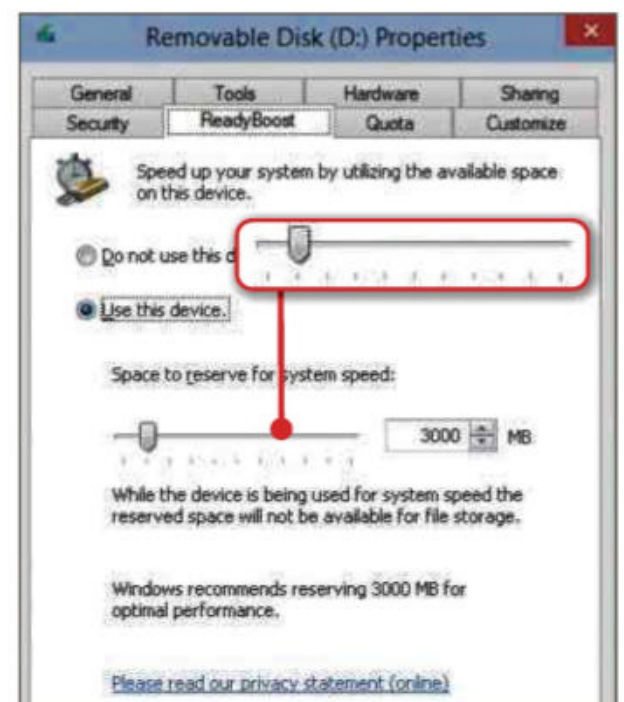 Removable Disk (D:) Properties
General Tools Hardware Sharing
Security ReadyBoost Quota Customize
Speed up your system by utilizing the available space
on this device.
Do not use this d
Use this device.
Space to reserve for system speed:
3000 MB
While the device is being used for system speed the
reserved space will not be available for file storage.
Windows recommends reserving 3000 MB for
optimal performance.
Please read our privacy statement (online)